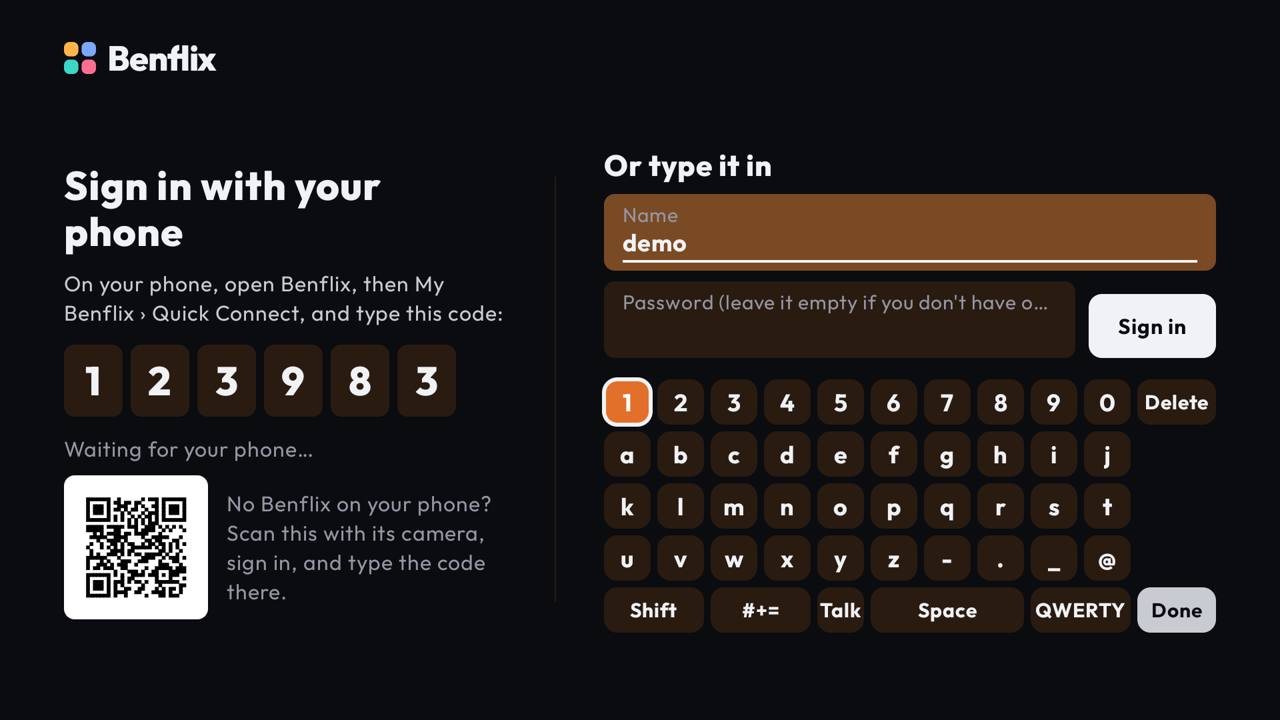 Benflix
Sign in with your
phone
On your phone, open Benflix, then My
Benflix › Quick Connect, and type this code:
1 2 3 9 8 3
Waiting for your phone...
No Benflix on your phone?
Scan this with its camera,
sign in, and type the code
there.
Or type it in
Name
demo
Password (leave it empty if you don't have o...
Sign in
1 2 3 4 5 6 7 8 9 0 Delete
a b c d e f g h i j
k l m n o p q r s t
u v w x y z - . _ @
Shift #+= Talk Space QWERTY Done